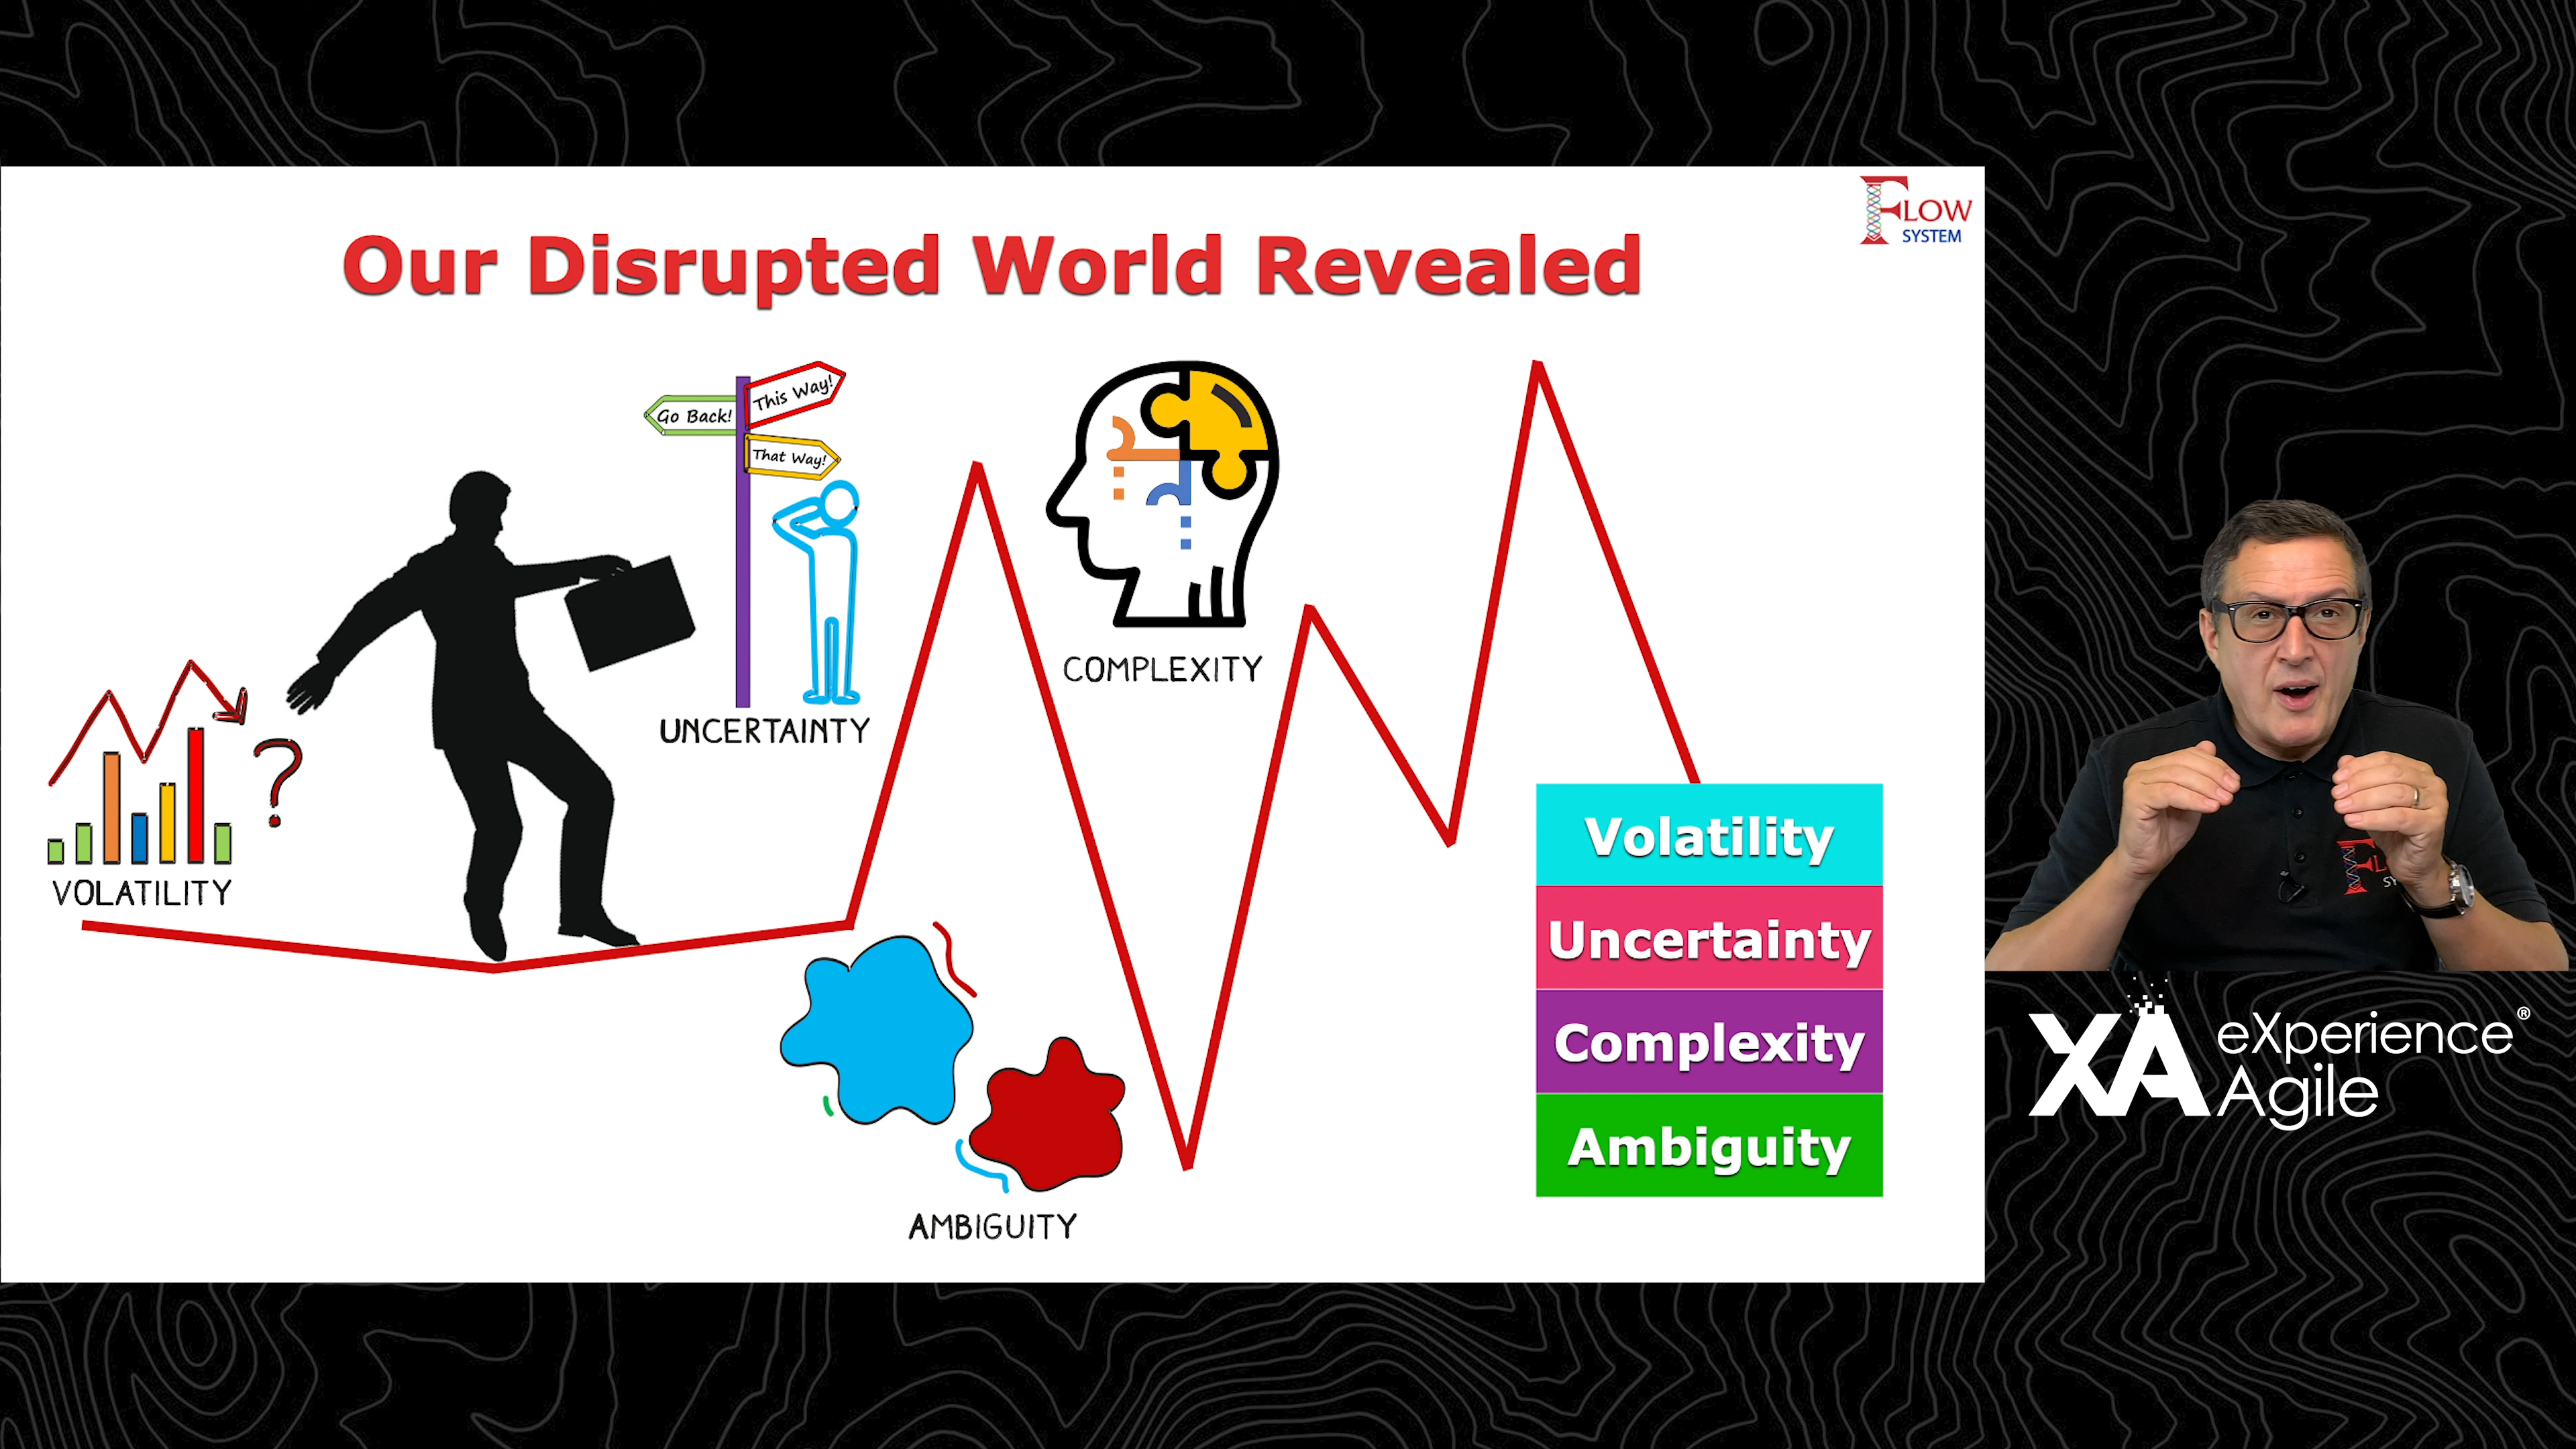 FLOW
SYSTEM
Our Disrupted World Revealed
Go Back!
This Way!
That Way!
UNCERTAINTY
COMPLEXITY
?
VOLATILITY
AMBIGUITY
Volatility
Uncertainty
Complexity
Ambiguity
XA eXperience®
Agile